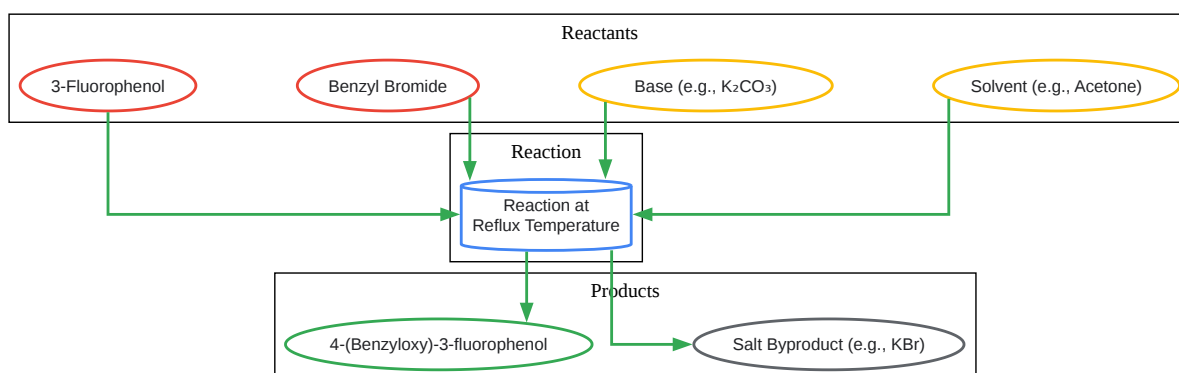 Reactants
3-Fluorophenol
Benzyl Bromide
Base (e.g., K₂CO₃)
Solvent (e.g., Acetone)
Reaction
Reaction at
Reflux Temperature
Products
4-(Benzyloxy)-3-fluorophenol
Salt Byproduct (e.g., KBr)